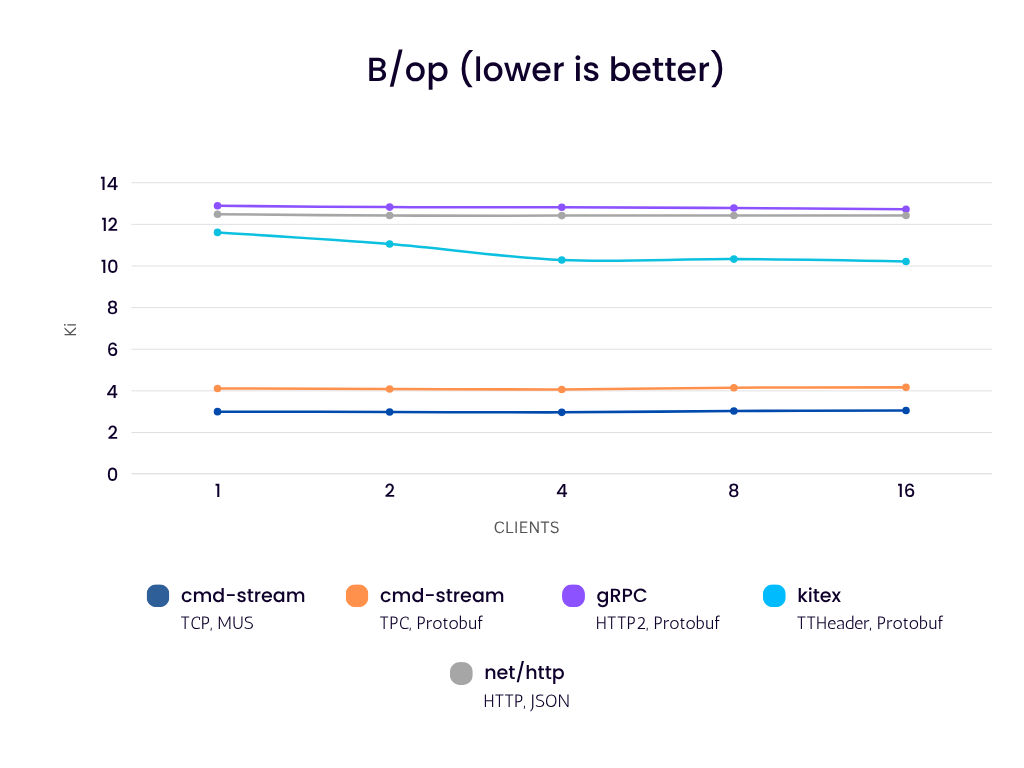 B/op (lower is better)
14
12
10
8
6
4
2
0
Ki
1 2 4 8 16
CLIENTS
cmd-stream cmd-stream gRPC kitex
TCP, MUS TPC, Protobuf HTTP2, Protobuf TTHeader, Protobuf
net/http
HTTP, JSON